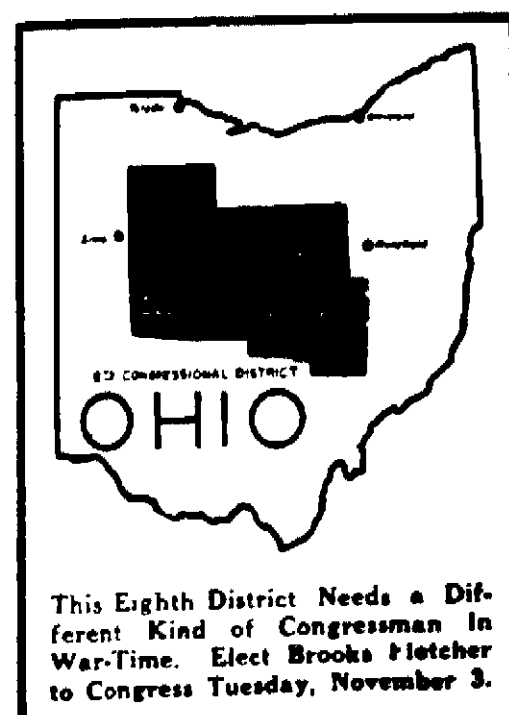 8TH CONGRESSIONAL DISTRICT
OHIO
This Eighth District Needs a Dif-
ferent Kind of Congressman In
War-Time. Elect Brooks Fletcher
to Congress Tuesday, November 3.